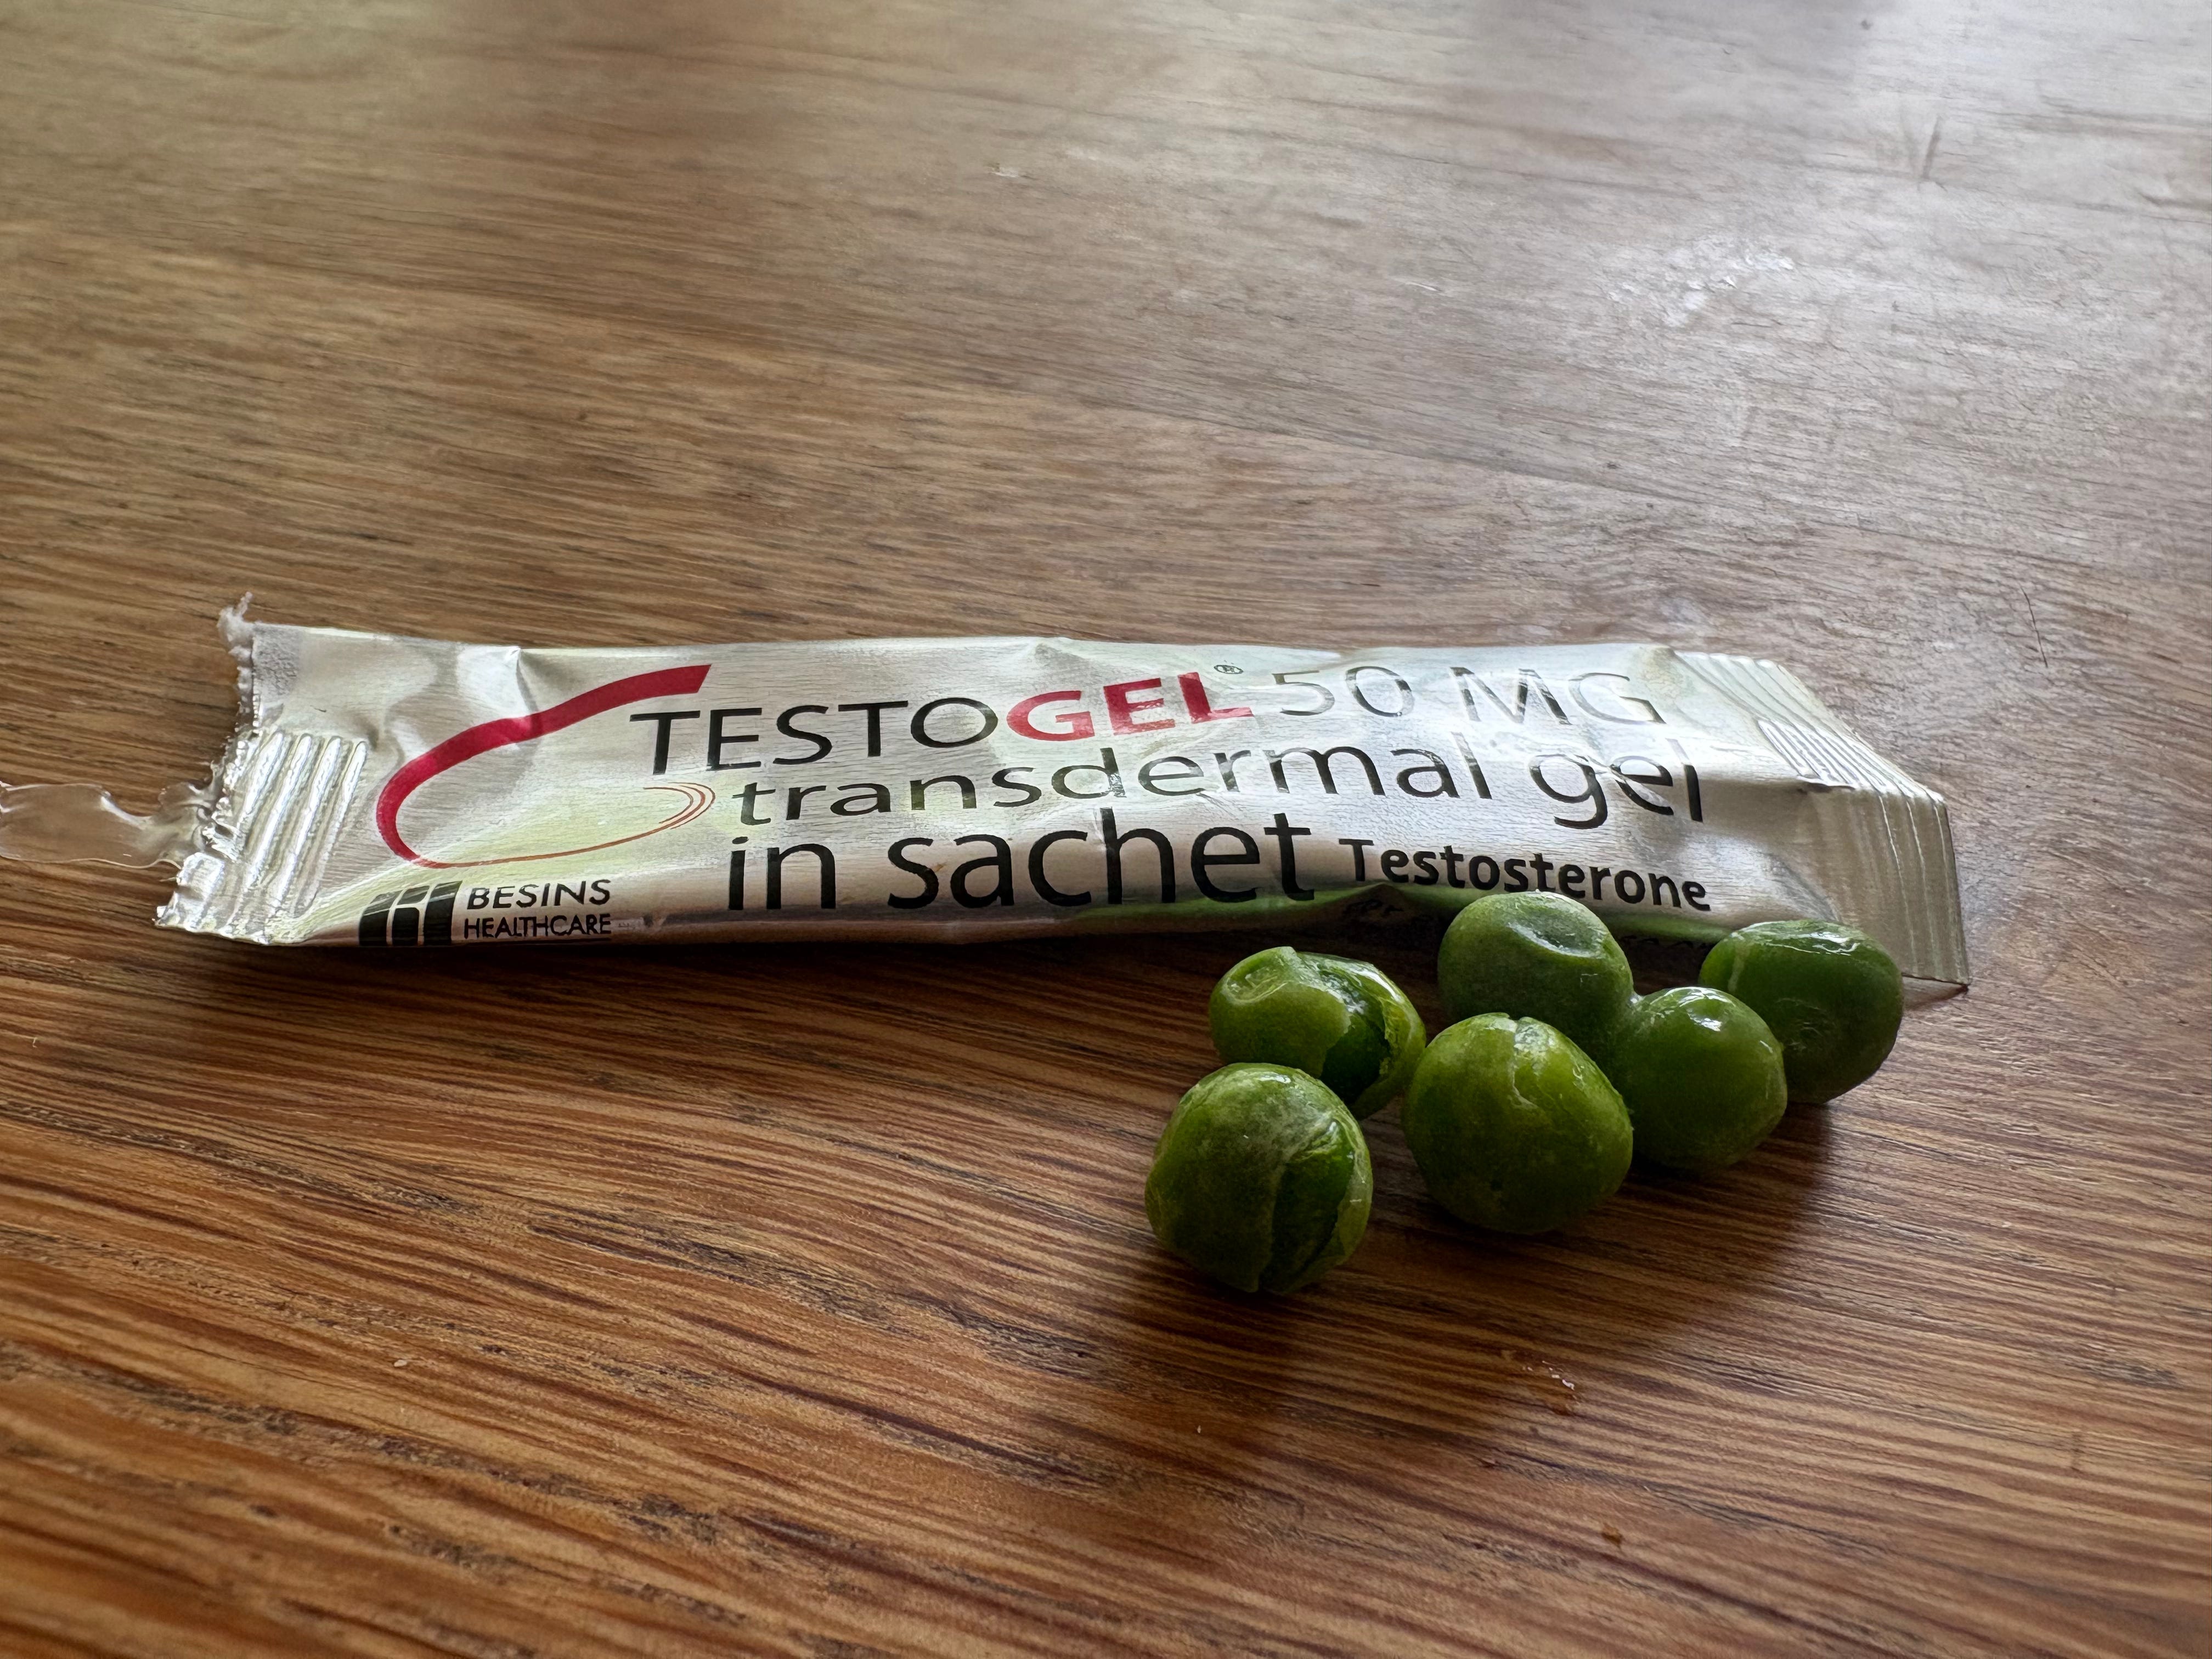 TESTOGEL® 50 MG
transdermal gel
in sachet Testosterone
BESINS
HEALTHCARE